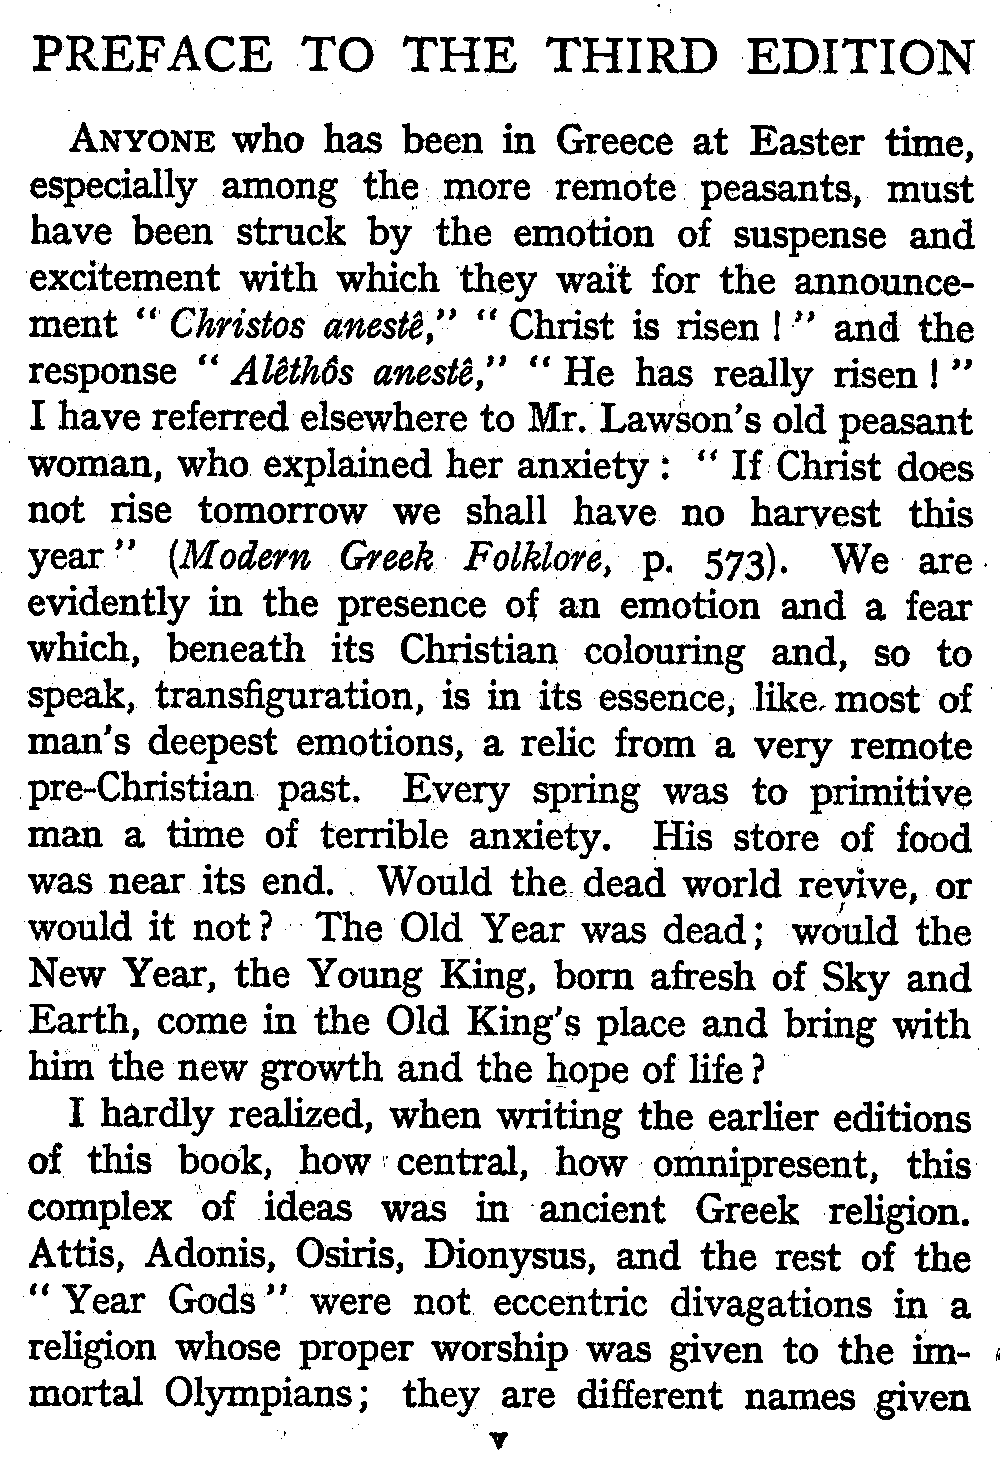 PREFACE TO THE THIRD EDITION
ANYONE who has been in Greece at Easter time,
especially among the more remote peasants, must
have been struck by the emotion of suspense and
excitement with which they wait for the announce-
ment “ Christos anestê,” “ Christ is risen ! ” and the
response “ Alêthôs anestê,” “ He has really risen ! ”
I have referred elsewhere to Mr. Lawson’s old peasant
woman, who explained her anxiety : “ If Christ does
not rise tomorrow we shall have no harvest this
year ” (Modern Greek Folklore, p. 573). We are
evidently in the presence of an emotion and a fear
which, beneath its Christian colouring and, so to
speak, transfiguration, is in its essence, like most of
man’s deepest emotions, a relic from a very remote
pre-Christian past. Every spring was to primitive
man a time of terrible anxiety. His store of food
was near its end. Would the dead world revive, or
would it not ? The Old Year was dead ; would the
New Year, the Young King, born afresh of Sky and
Earth, come in the Old King’s place and bring with
him the new growth and the hope of life ?
I hardly realized, when writing the earlier editions
of this book, how central, how omnipresent, this
complex of ideas was in ancient Greek religion.
Attis, Adonis, Osiris, Dionysus, and the rest of the
“ Year Gods ” were not eccentric divagations in a
religion whose proper worship was given to the im-
mortal Olympians ; they are different names given
v